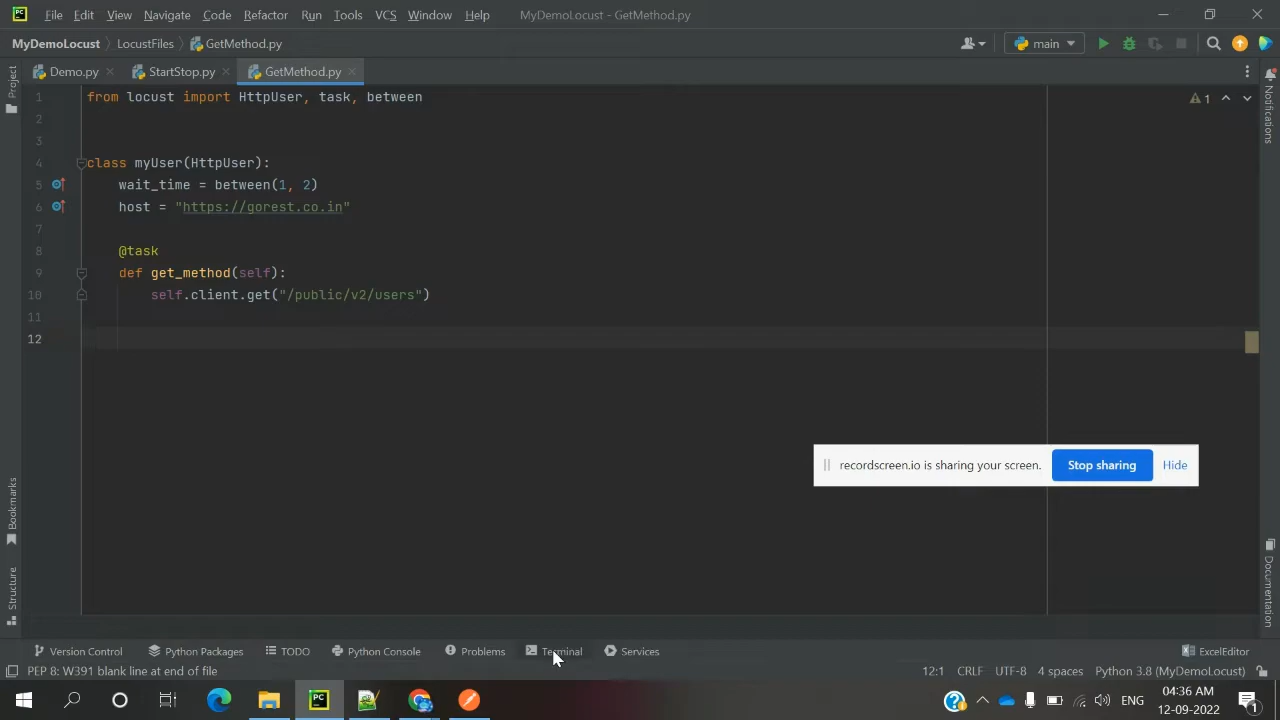 PC File Edit View Navigate Code Refactor Run Tools VCS Window Help MyDemoLocust - GetMethod.py
MyDemoLocust LocustFiles GetMethod.py main
Project Demo.py StartStop.py GetMethod.py Notifications
1 from locust import HttpUser, task, between 1
2
3
4 class myUser(HttpUser):
5 wait_time = between(1, 2)
6 host = "https://gorest.co.in"
7
8 @task
9 def get_method(self):
10 self.client.get("/public/v2/users")
11
12
recordscreen.io is sharing your screen. Stop sharing Hide
Bookmarks
Structure
Documentation
Version Control Python Packages TODO Python Console Problems Terminal Services ExcelEditor
PEP 8: W391 blank line at end of file 12:1 CRLF UTF-8 4 spaces Python 3.8 (MyDemoLocust)
PC ENG 04:36 AM
12-09-2022 1